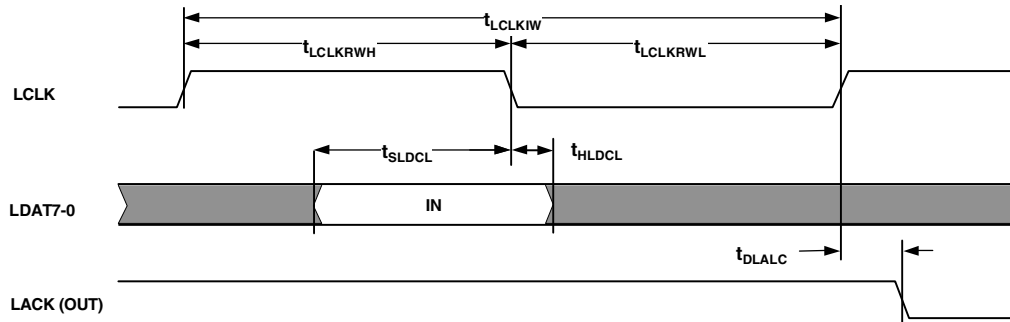 tLCLKIW
tLCLKRWH
tLCLKRWL
LCLK
tSLDCL
tHLDCL
LDAT7-0
IN
tDLALC
LACK (OUT)